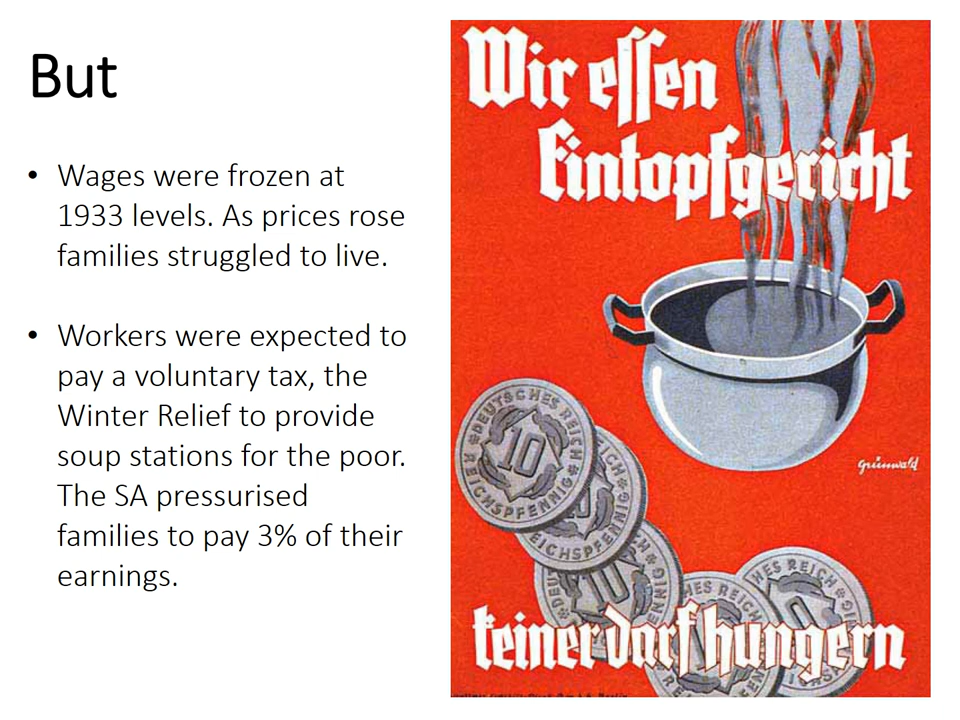 But
• Wages were frozen at
1933 levels. As prices rose
families struggled to live.
• Workers were expected to
pay a voluntary tax, the
Winter Relief to provide
soup stations for the poor.
The SA pressurised
families to pay 3% of their
earnings.
Wir essen
Eintopfgericht
grünwald
DEUTSCHES REICH
10
REICHSPFENNIG
keiner darf hungern